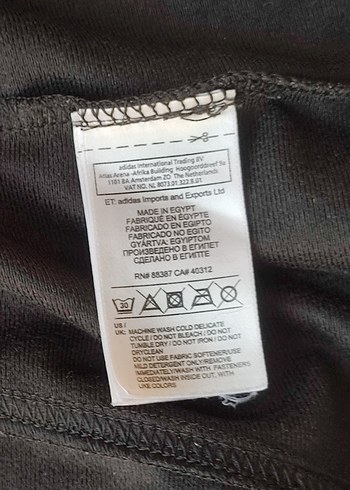 adidas International Trading BV
adidas Arena -Afrika Building Hoogoorddreef 9a
1101 BA Amsterdam ZO The Netherlands
VAT NO. NL 8073.01.322.B.01
ET: adidas Imports and Exports Ltd
MADE IN EGYPT
FABRIQUÉ EN ÉGYPTE
FABRICADO EN EGIPTO
FABRICADO NO EGITO
GYÁRTVA: EGYIPTOM
ПРОИЗВЕДЕНО В ЕГИПЕТ
СДЕЛАНО В ЕГИПТЕ
RN# 88387 CA# 40312
30
US /
UK: MACHINE WASH COLD DELICATE
CYCLE / DO NOT BLEACH / DO NOT
TUMBLE DRY / DO NOT IRON / DO NOT
DRYCLEAN
DO NOT USE FABRIC SOFTENER/USE
MILD DETERGENT ONLY/REMOVE
IMMEDIATELY/WASH WITH FASTENERS
CLOSED/WASH INSIDE OUT, WITH
LIKE COLORS